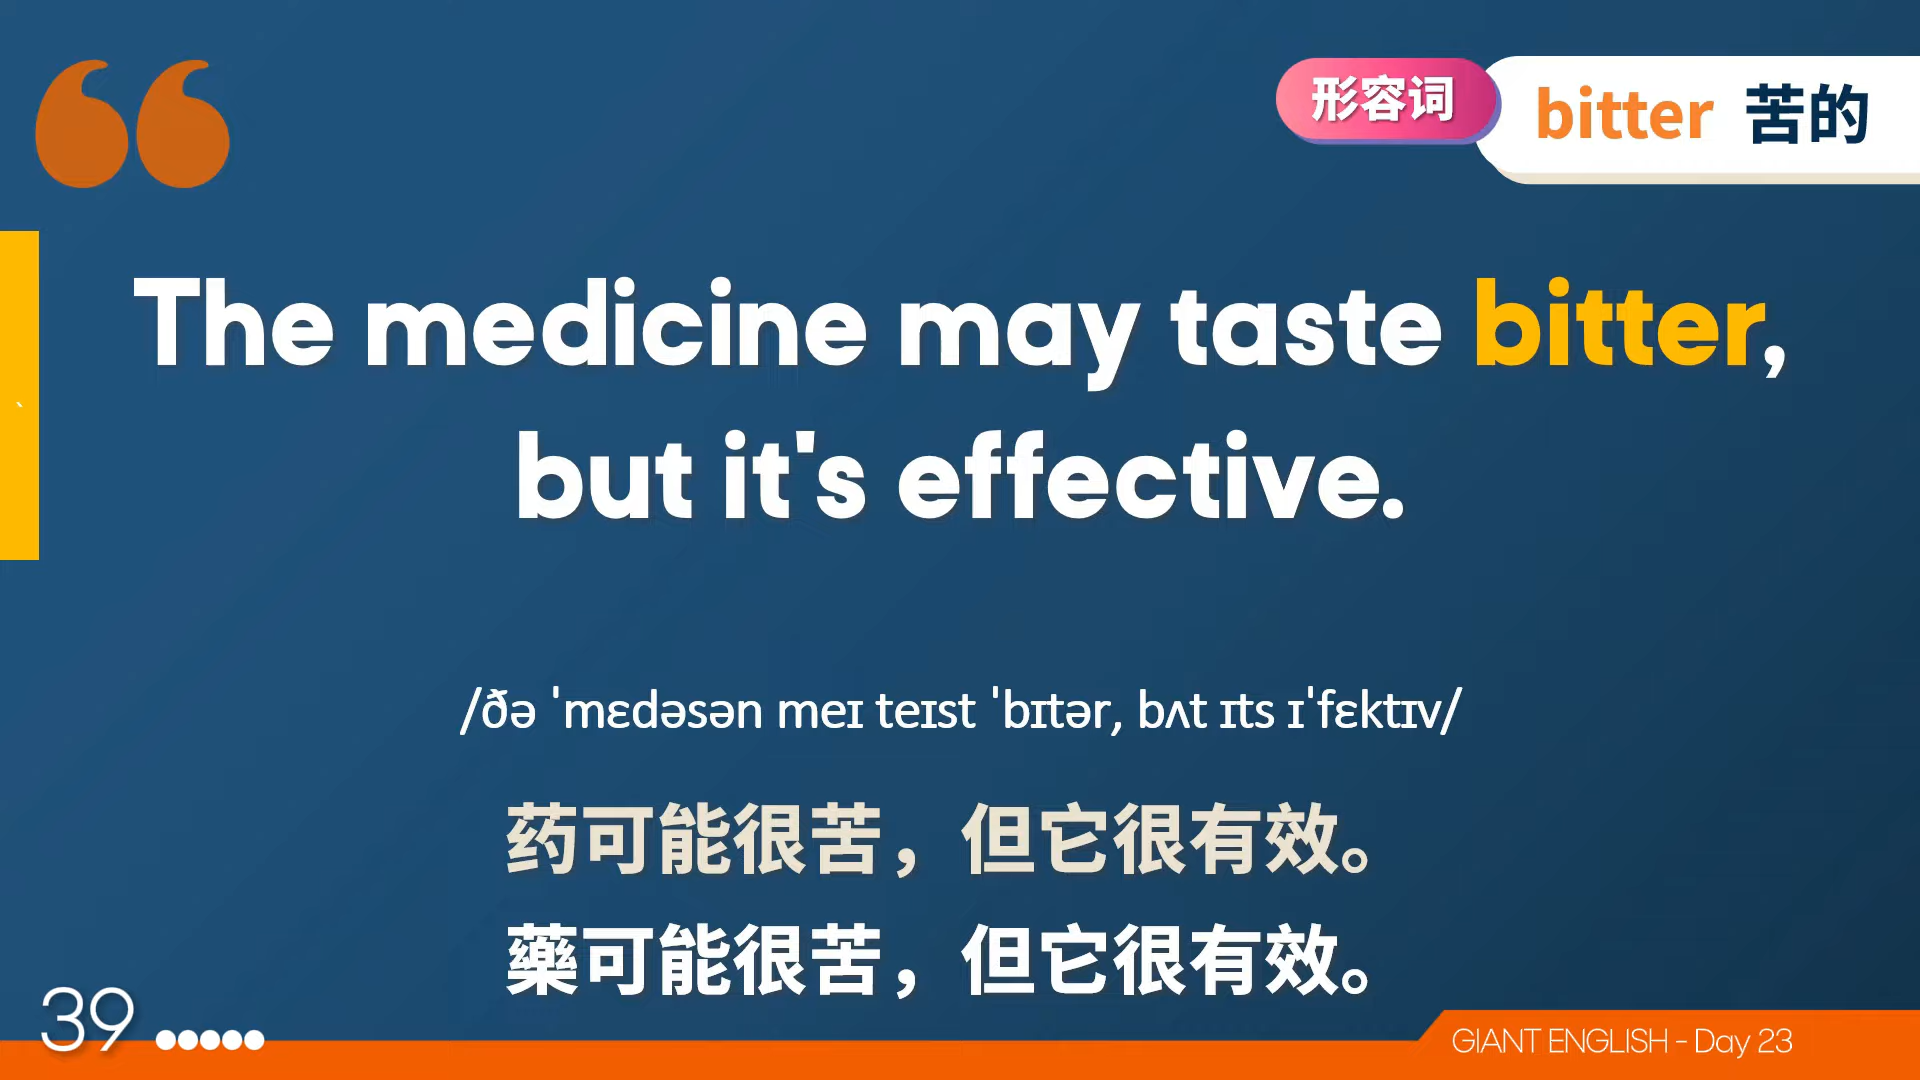 形容词
bitter 苦的
The medicine may taste bitter,
but it's effective.
/ðə ˈmɛdəsən meɪ teɪst ˈbɪtər, bʌt ɪts ɪˈfɛktɪv/
药可能很苦，但它很有效。
藥可能很苦，但它很有效。
39
GIANT ENGLISH - Day 23